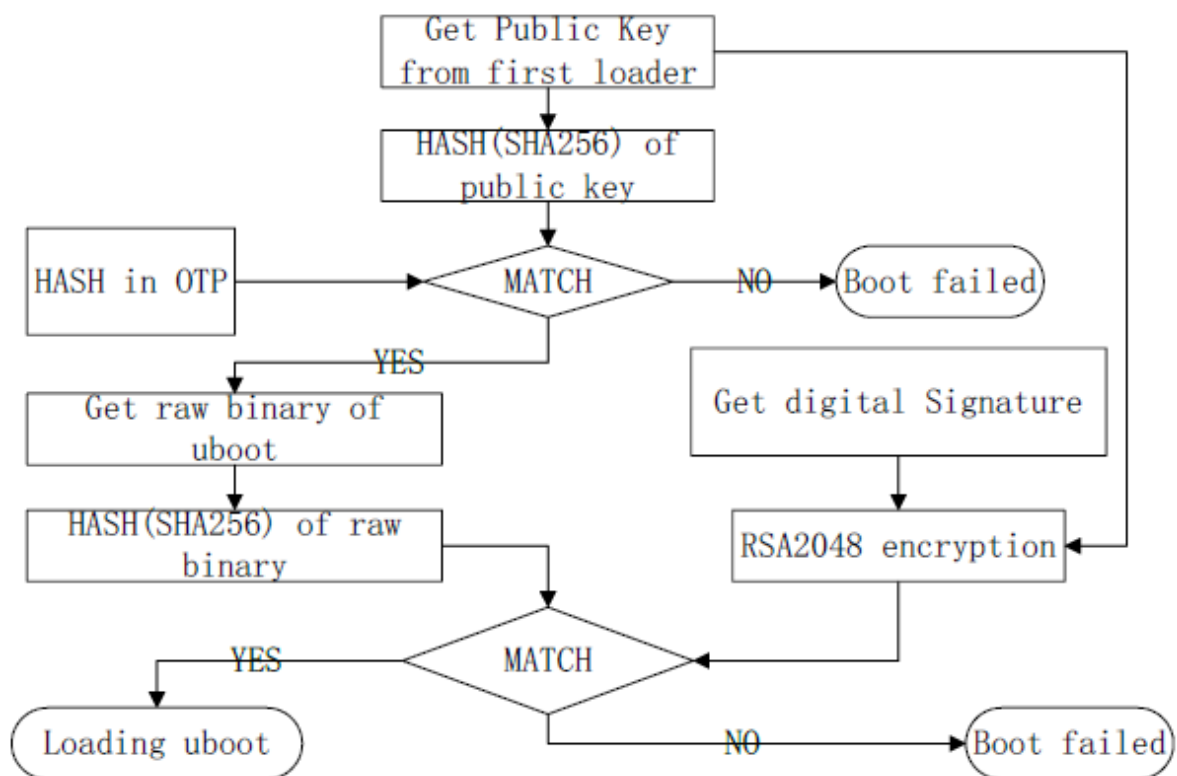 Get Public Key
from first loader
HASH(SHA256) of
public key
HASH in OTP
MATCH
NO
Boot failed
YES
Get raw binary of
uboot
Get digital Signature
HASH(SHA256) of raw
binary
RSA2048 encryption
MATCH
YES
Loading uboot
NO
Boot failed